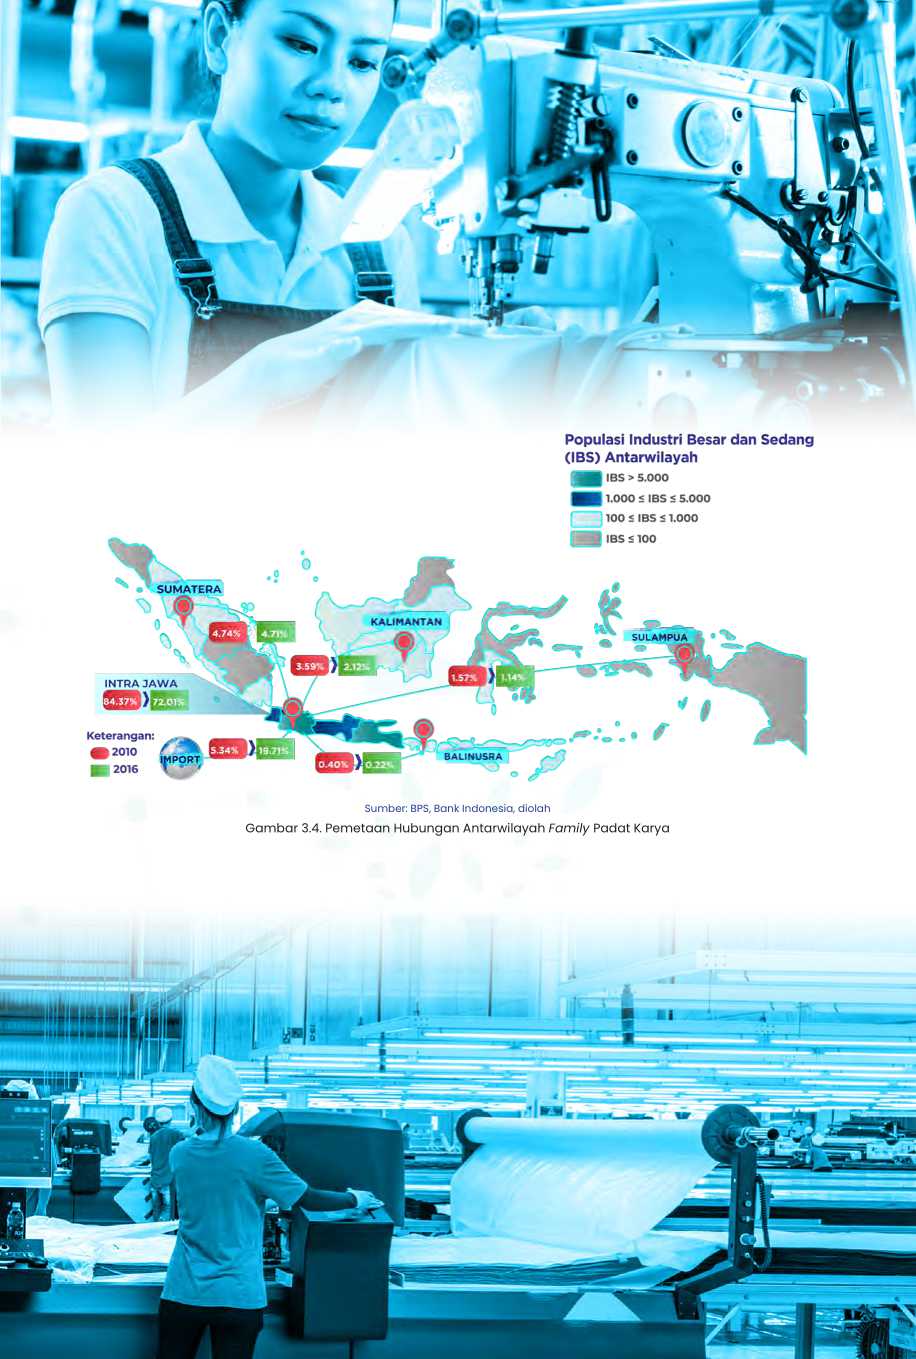 Populasi Industri Besar dan Sedang
(IBS) Antarwilayah
IBS > 5.000
1.000 ≤ IBS ≤ 5.000
100 ≤ IBS ≤ 1.000
IBS ≤ 100
SUMATERA
4.74% 4.71%
KALIMANTAN
3.59% 2.12%
SULAMPUA
1.57% 1.14%
INTRA JAWA
84.37% 72.01%
Keterangan:
2010
2016
IMPORT
5.34% 19.71%
0.40% 0.22%
BALINUSRA
Sumber: BPS, Bank Indonesia, diolah
Gambar 3.4. Pemetaan Hubungan Antarwilayah Family Padat Karya